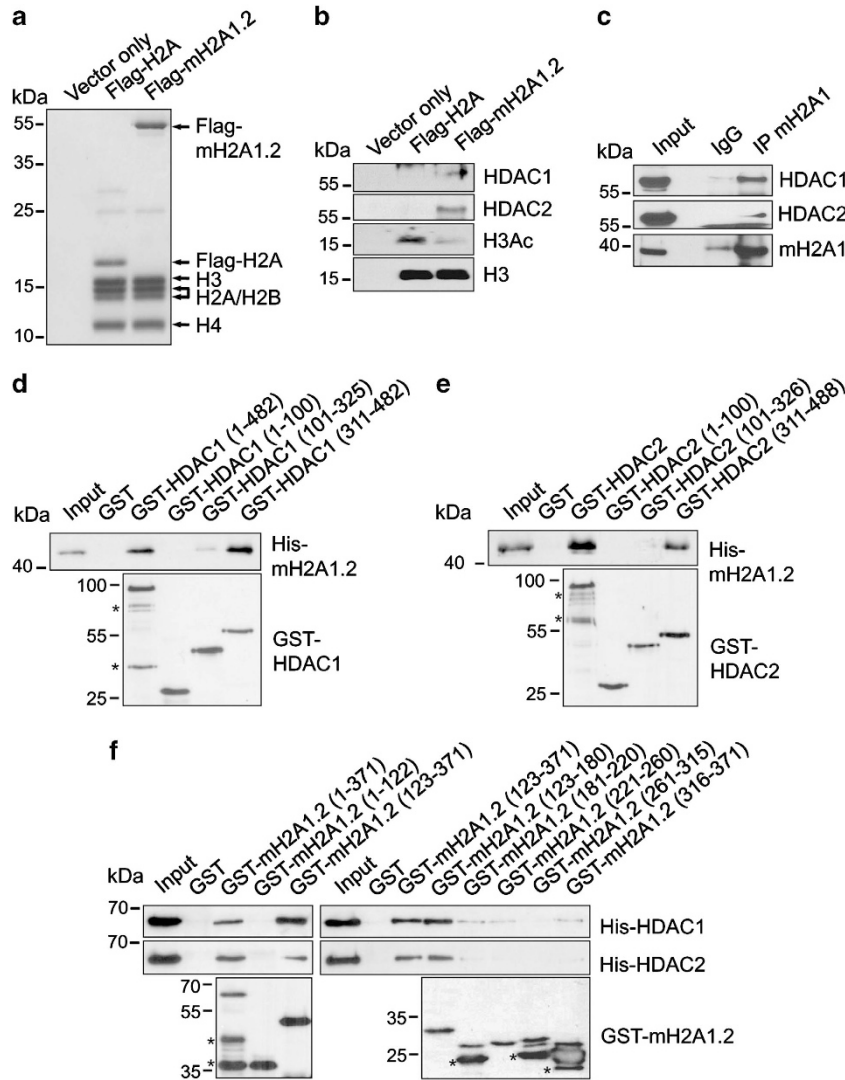 a
Vector only
Flag-H2A
Flag-mH2A1.2
kDa
55
35
25
15
10
Flag-
mH2A1.2
Flag-H2A
H3
H2A/H2B
H4
b
Vector only
Flag-H2A
Flag-mH2A1.2
kDa
55
HDAC1
55
HDAC2
15
H3Ac
15
H3
c
Input
IgG
IP mH2A1
kDa
55
HDAC1
55
HDAC2
40
mH2A1
d
Input
GST
GST-HDAC1 (1-482)
GST-HDAC1 (1-100)
GST-HDAC1 (101-325)
GST-HDAC1 (311-482)
kDa
40
His-
mH2A1.2
100
*
55
*
25
GST-
HDAC1
e
Input
GST
GST-HDAC2
GST-HDAC2 (1-100)
GST-HDAC2 (101-326)
GST-HDAC2 (311-488)
kDa
40
His-
mH2A1.2
100
*
*
55
25
GST-
HDAC2
f
Input
GST
GST-mH2A1.2 (1-371)
GST-mH2A1.2 (1-122)
GST-mH2A1.2 (123-371)
Input
GST
GST-mH2A1.2 (123-371)
GST-mH2A1.2 (123-180)
GST-mH2A1.2 (181-220)
GST-mH2A1.2 (221-260)
GST-mH2A1.2 (261-315)
GST-mH2A1.2 (316-371)
kDa
70
His-HDAC1
70
His-HDAC2
70
55
*
*
35
35
25
*
*
*
GST-mH2A1.2